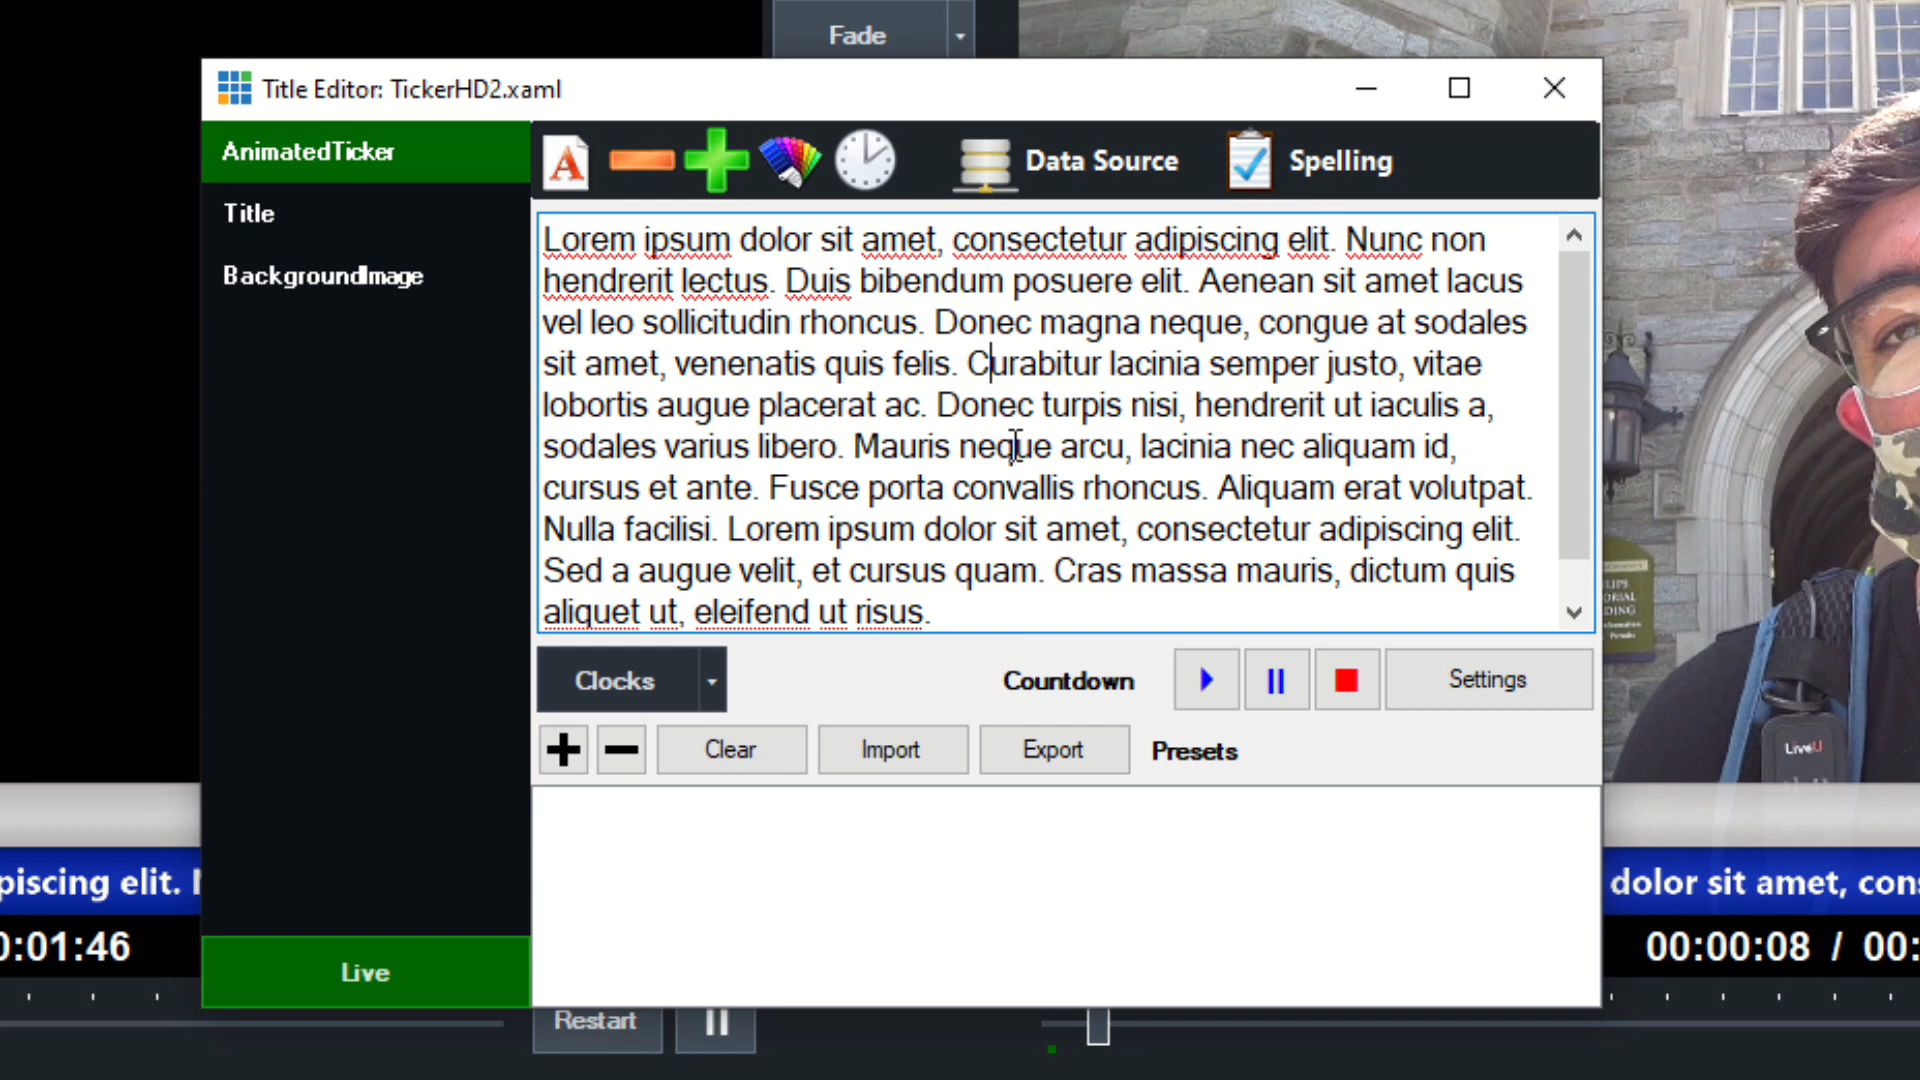 Fade
Title Editor: TickerHD2.xaml
AnimatedTicker
Title
BackgroundImage
A
Data Source
Spelling
Lorem ipsum dolor sit amet, consectetur adipiscing elit. Nunc non
hendrerit lectus. Duis bibendum posuere elit. Aenean sit amet lacus
vel leo sollicitudin rhoncus. Donec magna neque, congue at sodales
sit amet, venenatis quis felis. Curabitur lacinia semper justo, vitae
lobortis augue placerat ac. Donec turpis nisi, hendrerit ut iaculis a,
sodales varius libero. Mauris neque arcu, lacinia nec aliquam id,
cursus et ante. Fusce porta convallis rhoncus. Aliquam erat volutpat.
Nulla facilisi. Lorem ipsum dolor sit amet, consectetur adipiscing elit.
Sed a augue velit, et cursus quam. Cras massa mauris, dictum quis
aliquet ut, eleifend ut risus.
Clocks
Countdown
Settings
Clear
Import
Export
Presets
Live
piscing elit.
0:01:46
Restart
LiveU
dolor sit amet, cons
00:00:08 / 00: